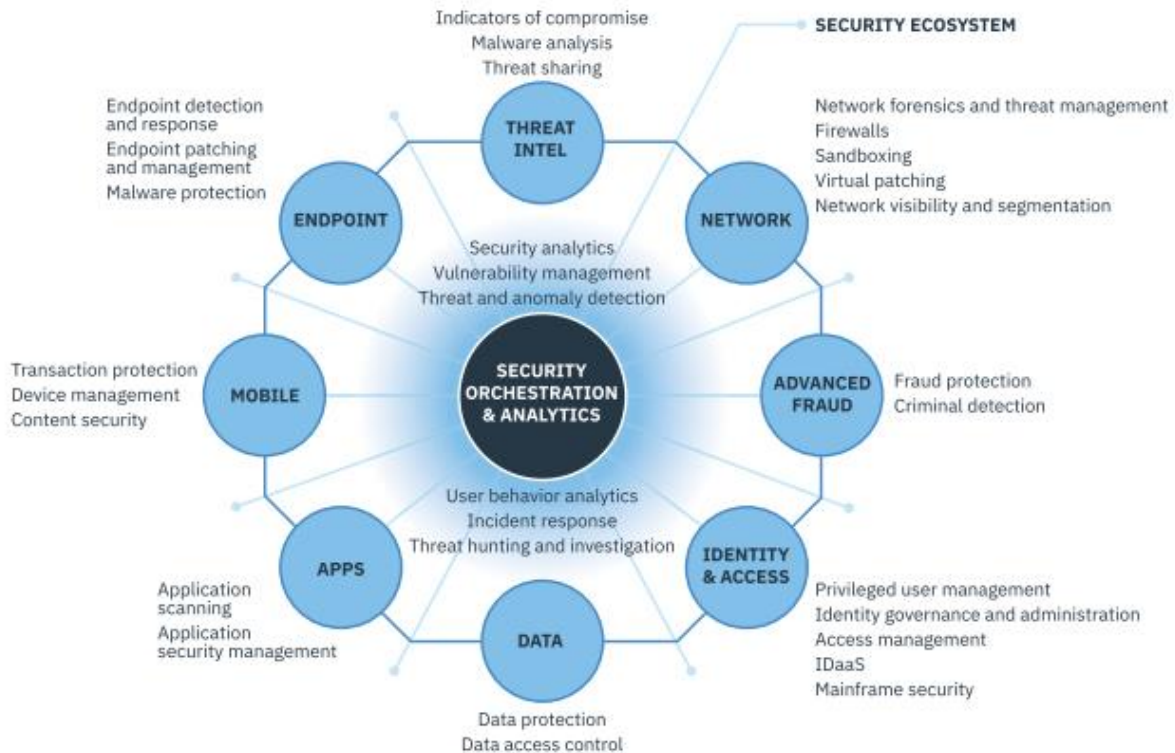 Indicators of compromise
Malware analysis
Threat sharing
SECURITY ECOSYSTEM
THREAT
INTEL
Endpoint detection
and response
Endpoint patching
and management
Malware protection
ENDPOINT
Network forensics and threat management
Firewalls
Sandboxing
Virtual patching
Network visibility and segmentation
NETWORK
Security analytics
Vulnerability management
Threat and anomaly detection
SECURITY
ORCHESTRATION
& ANALYTICS
Transaction protection
Device management
Content security
MOBILE
ADVANCED
FRAUD
Fraud protection
Criminal detection
User behavior analytics
Incident response
Threat hunting and investigation
APPS
Application
scanning
Application
security management
IDENTITY
& ACCESS
Privileged user management
Identity governance and administration
Access management
IDaaS
Mainframe security
DATA
Data protection
Data access control